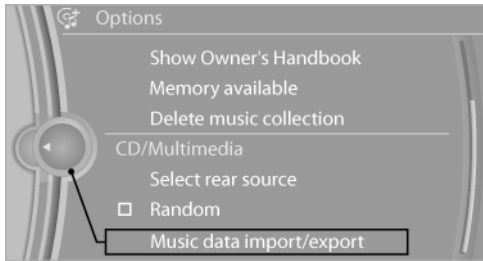 Options
Show Owner's Handbook
Memory available
Delete music collection
CD/Multimedia
Select rear source
Random
Music data import/export